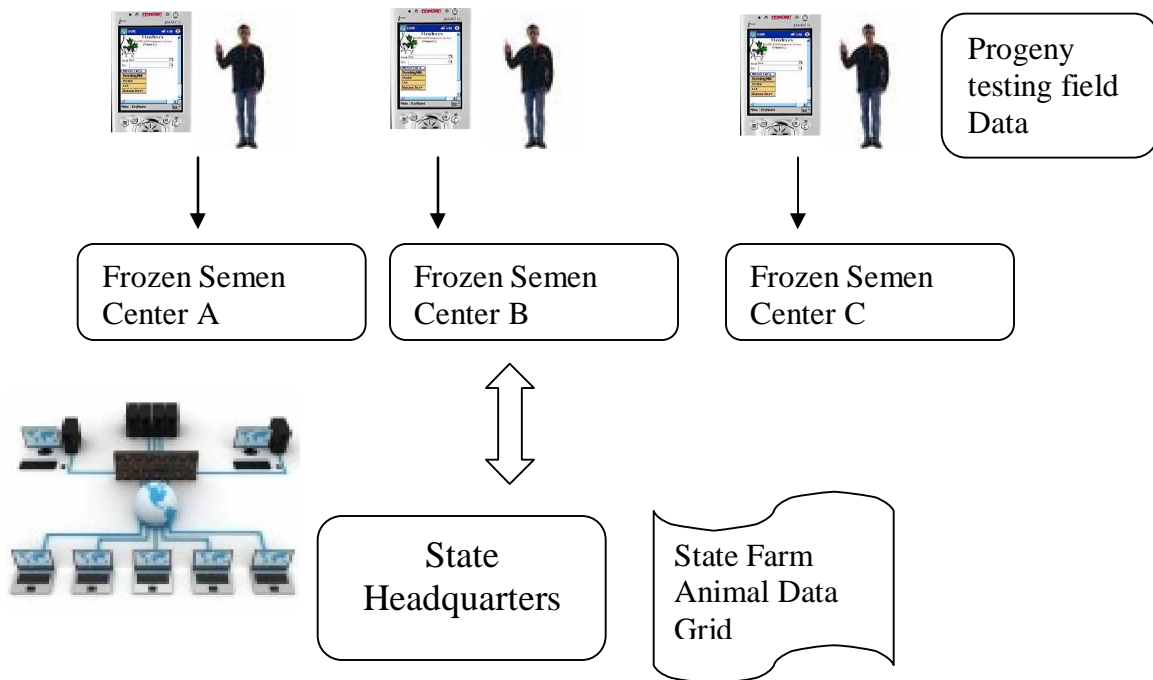 Progeny
testing field
Data
Frozen Semen
Center A
Frozen Semen
Center B
Frozen Semen
Center C
State
Headquarters
State Farm
Animal Data
Grid